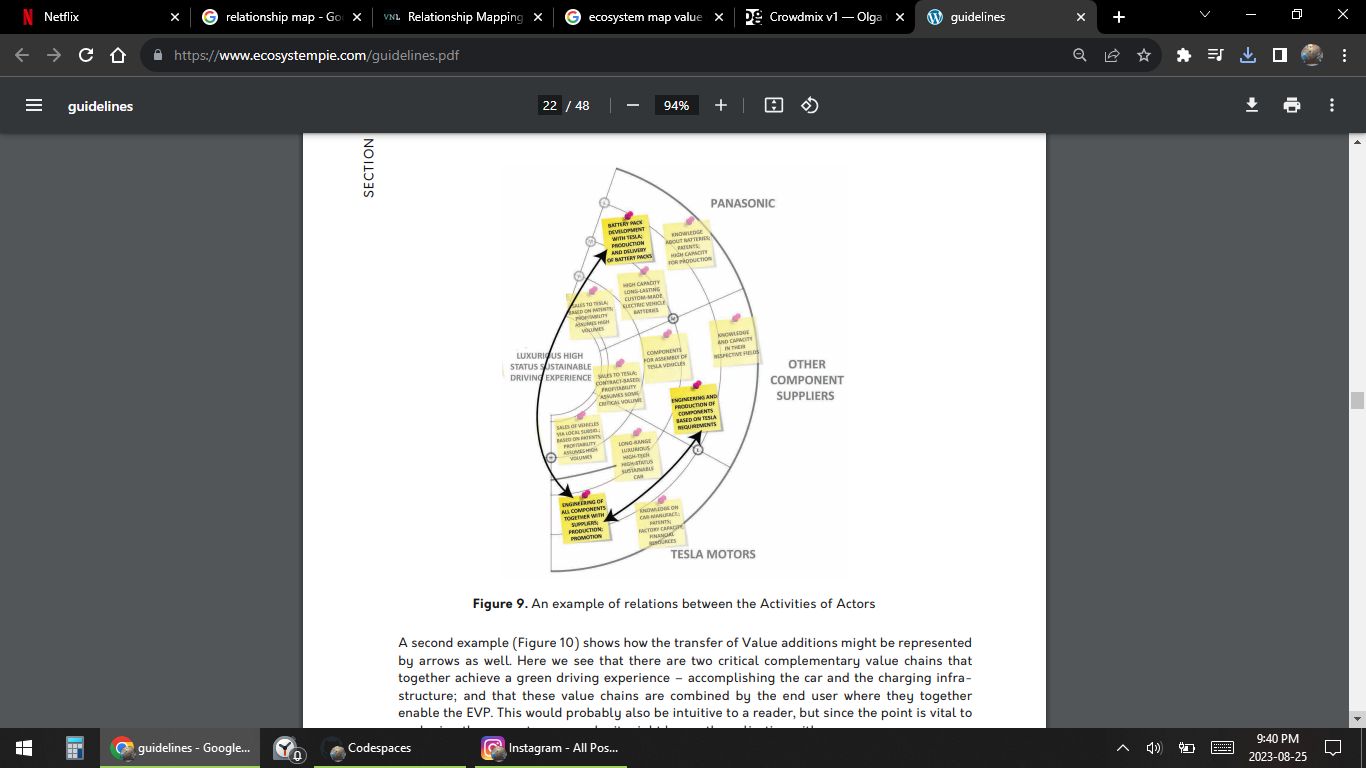 Netflix
relationship map - Goo
VNL
Relationship Mapping
ecosystem map value
Crowdmix v1 — Olga
guidelines
https://www.ecosystempie.com/guidelines.pdf
guidelines
22 / 48
94%
SECTION
PANASONIC
BATTERY PACK
DEVELOPMENT
WITH TESLA;
PRODUCTION
AND DELIVERY
OF BATTERY PACKS
KNOWLEDGE
ABOUT BATTERIES;
PATENTS;
HIGH CAPACITY
FOR PRODUCTION
HIGH CAPACITY
LONG-LASTING
CUSTOM-MADE
ELECTRIC VEHICLE
BATTERIES
SALES TO TESLA;
BASED ON PATENTS;
PROFITABILITY
ASSUMES HIGH
VOLUMES
KNOWLEDGE
AND CAPACITY
IN THEIR
RESPECTIVE FIELDS
COMPONENTS
FOR ASSEMBLY OF
TESLA VEHICLES
LUXURIOUS HIGH
STATUS SUSTAINABLE
DRIVING EXPERIENCE
OTHER
COMPONENT
SUPPLIERS
SALES TO TESLA;
CONTRACT-BASED;
PROFITABILITY
ASSUMES SOME
CRITICAL VOLUME
ENGINEERING AND
PRODUCTION OF
COMPONENTS
BASED ON TESLA
REQUIREMENTS
SALES OF VEHICLES
VIA LOCAL SUBSID.;
BASED ON PATENTS;
PROFITABILITY
ASSUMES HIGH
VOLUMES
LONG-RANGE
LUXURIOUS
HIGH-TECH
HIGH-STATUS
SUSTAINABLE
CAR
ENGINEERING OF
ALL COMPONENTS
TOGETHER WITH
SUPPLIERS;
PRODUCTION;
PROMOTION
KNOWLEDGE ON
CAR-MANUFACT.;
PATENTS;
FACTORY CAPACITY;
FINANCIAL
RESOURCES
TESLA MOTORS
Figure 9. An example of relations between the Activities of Actors
A second example (Figure 10) shows how the transfer of Value additions might be represented
by arrows as well. Here we see that there are two critical complementary value chains that
together achieve a green driving experience – accomplishing the car and the charging infra-
structure; and that these value chains are combined by the end user where they together
enable the EVP. This would probably also be intuitive to a reader, but since the point is vital to
guidelines - Google...
Codespaces
Instagram - All Pos...
9:40 PM
2023-08-25